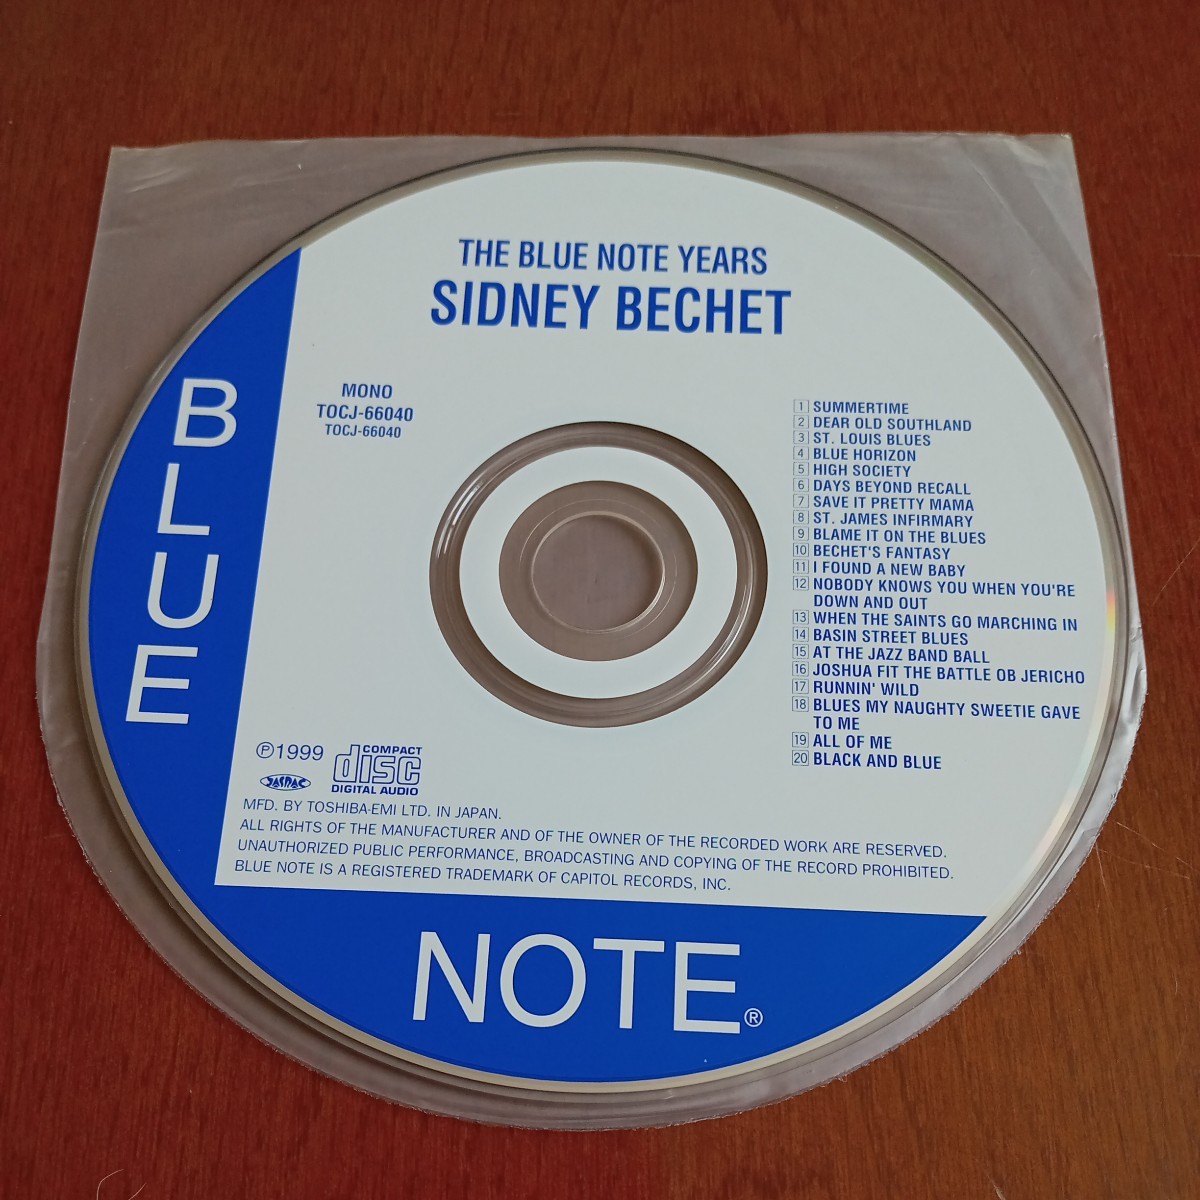 THE BLUE NOTE YEARS
SIDNEY BECHET
MONO
TOCJ-66040
TOCJ-66040
1 SUMMERTIME
2 DEAR OLD SOUTHLAND
3 ST. LOUIS BLUES
4 BLUE HORIZON
5 HIGH SOCIETY
6 DAYS BEYOND RECALL
7 SAVE IT PRETTY MAMA
8 ST. JAMES INFIRMARY
9 BLAME IT ON THE BLUES
10 BECHET'S FANTASY
11 I FOUND A NEW BABY
12 NOBODY KNOWS YOU WHEN YOU'RE
DOWN AND OUT
13 WHEN THE SAINTS GO MARCHING IN
14 BASIN STREET BLUES
15 AT THE JAZZ BAND BALL
16 JOSHUA FIT THE BATTLE OB JERICHO
17 RUNNIN' WILD
18 BLUES MY NAUGHTY SWEETIE GAVE
TO ME
19 ALL OF ME
20 BLACK AND BLUE
℗1999
JASRAC
COMPACT
disc
DIGITAL AUDIO
MFD. BY TOSHIBA-EMI LTD. IN JAPAN.
ALL RIGHTS OF THE MANUFACTURER AND OF THE OWNER OF THE RECORDED WORK ARE RESERVED.
UNAUTHORIZED PUBLIC PERFORMANCE, BROADCASTING AND COPYING OF THE RECORD PROHIBITED.
BLUE NOTE IS A REGISTERED TRADEMARK OF CAPITOL RECORDS, INC.
BLUE
NOTE®